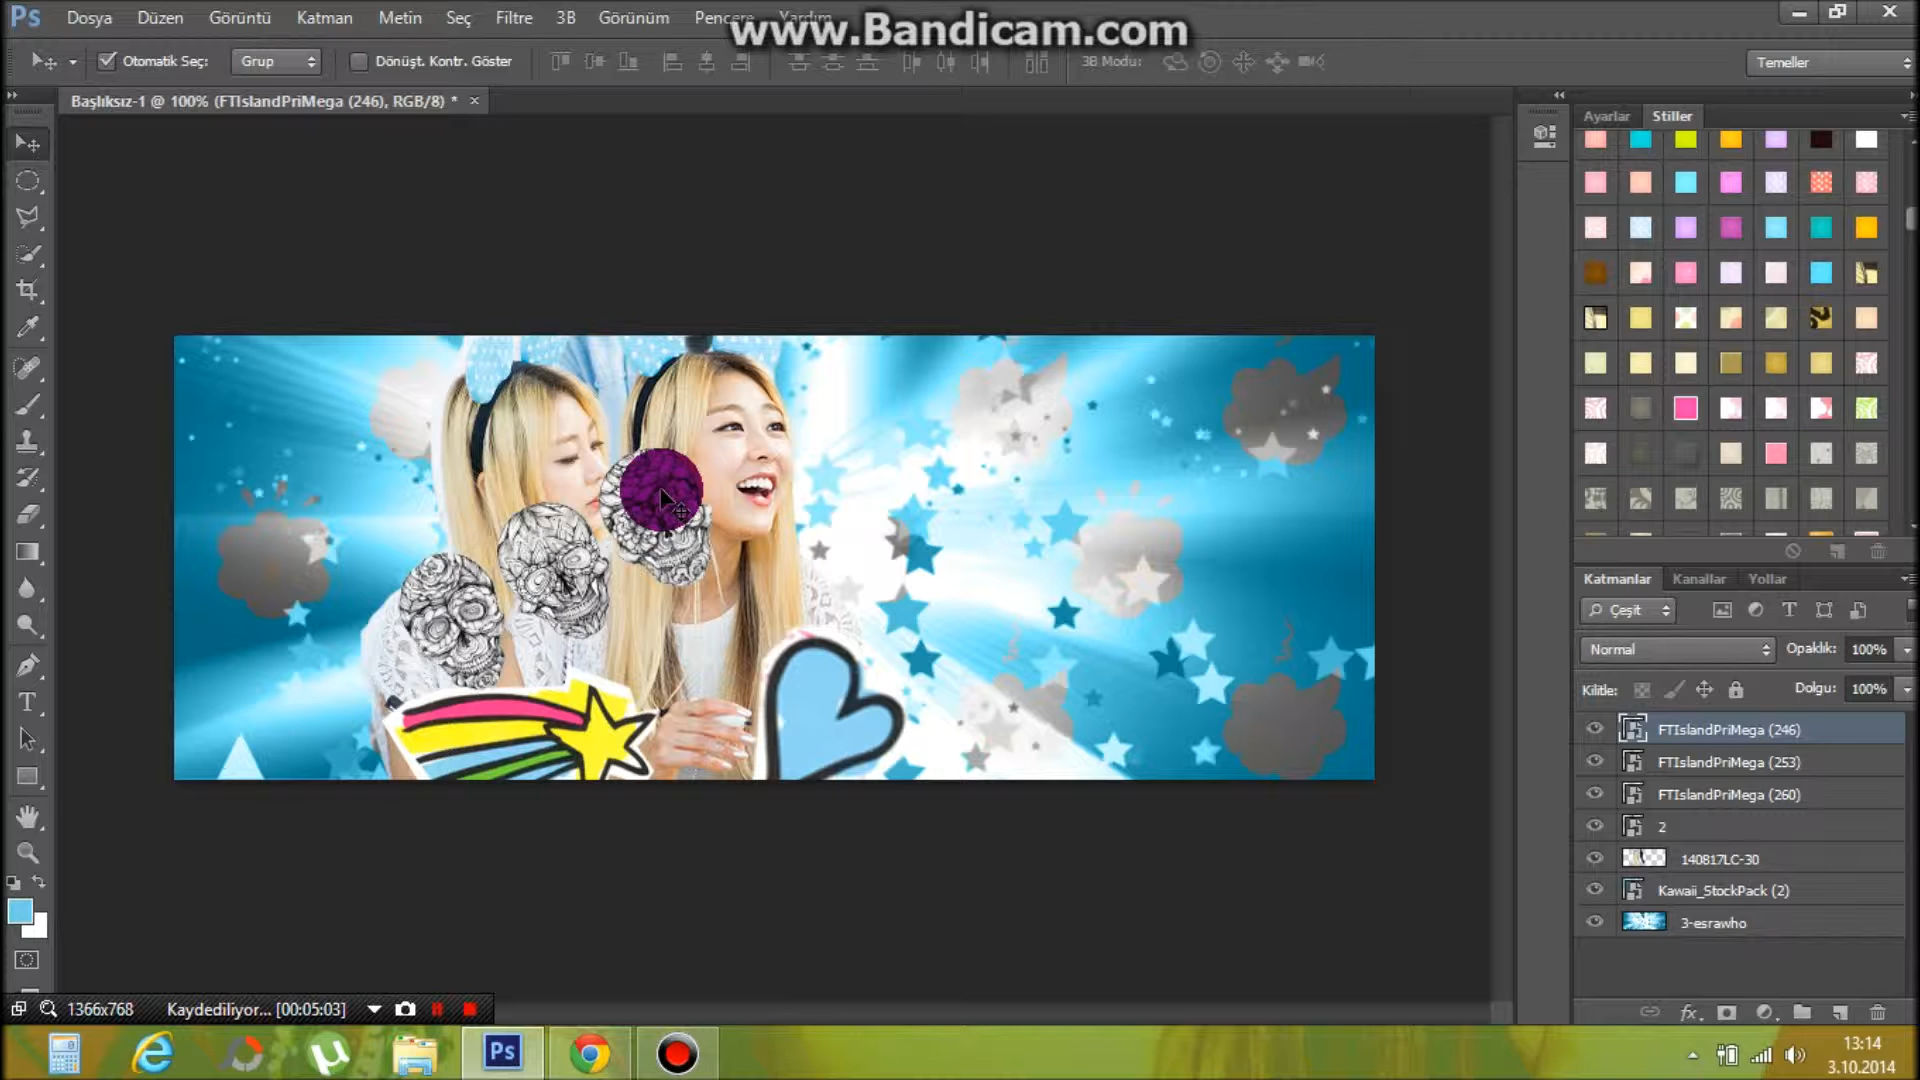 Ps Dosya Düzen Görüntü Katman Metin Seç Filtre 3B Görünüm Pencere Yardım
www.Bandicam.com
Otomatik Seç: Grup Dönüşt. Kontr. Göster 3B Modu: Temeller
Başlıksız-1 @ 100% (FTIslandPriMega (246), RGB/8) *
Ayarlar Stiller
Katmanlar Kanallar Yollar
Çeşit
Normal Opaklık: 100%
Kilitle: Dolgu: 100%
FTIslandPriMega (246)
FTIslandPriMega (253)
FTIslandPriMega (260)
2
140817LC-30
Kawaii_StockPack (2)
3-esrawho
fx
1366x768 Kaydediliyor... [00:05:03]
Ps
13:14
3.10.2014